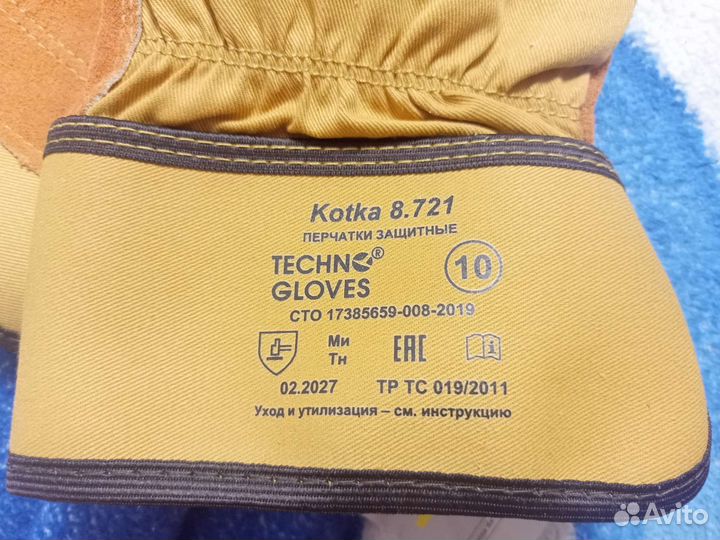 Kotka 8.721
ПЕРЧАТКИ ЗАЩИТНЫЕ
TECHNO®
GLOVES
10
СТО 17385659-008-2019
Ми
Тн
EAC
i
02.2027 ТР ТС 019/2011
Уход и утилизация – см. инструкцию
Avito